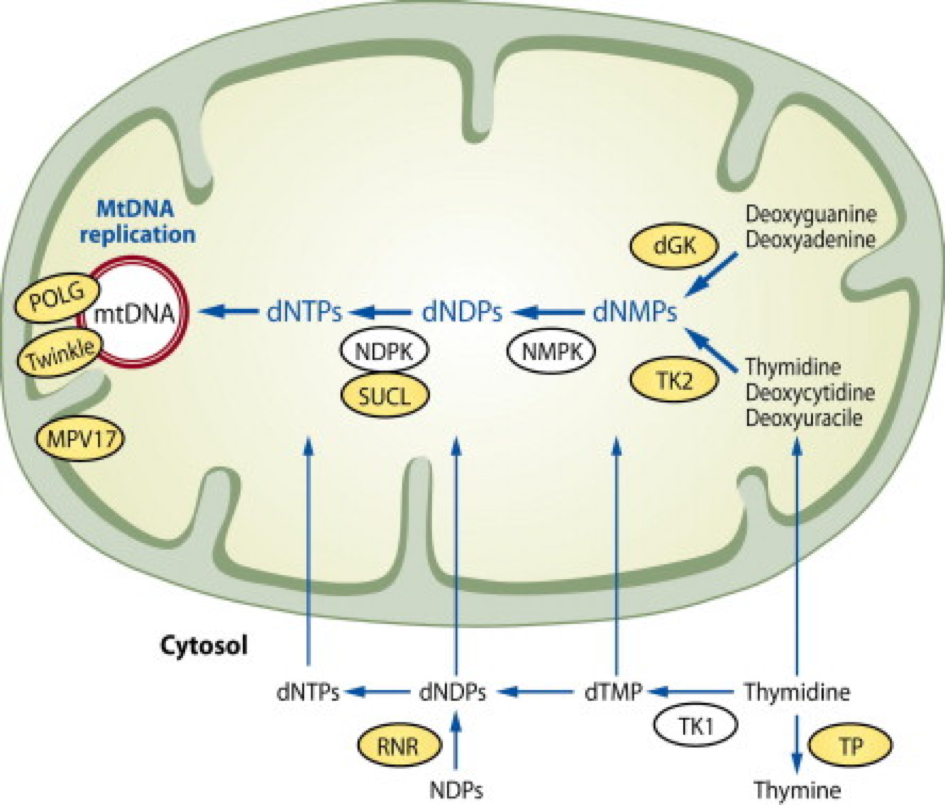 MtDNA
replication
POLG
mtDNA
Twinkle
MPV17
dNTPs
dNDPs
dNMPs
NDPK
SUCL
NMPK
dGK
TK2
Deoxyguanine
Deoxyadenine
Thymidine
Deoxycytidine
Deoxyuracile
Cytosol
dNTPs
dNDPs
dTMP
Thymidine
RNR
TK1
TP
NDPs
Thymine